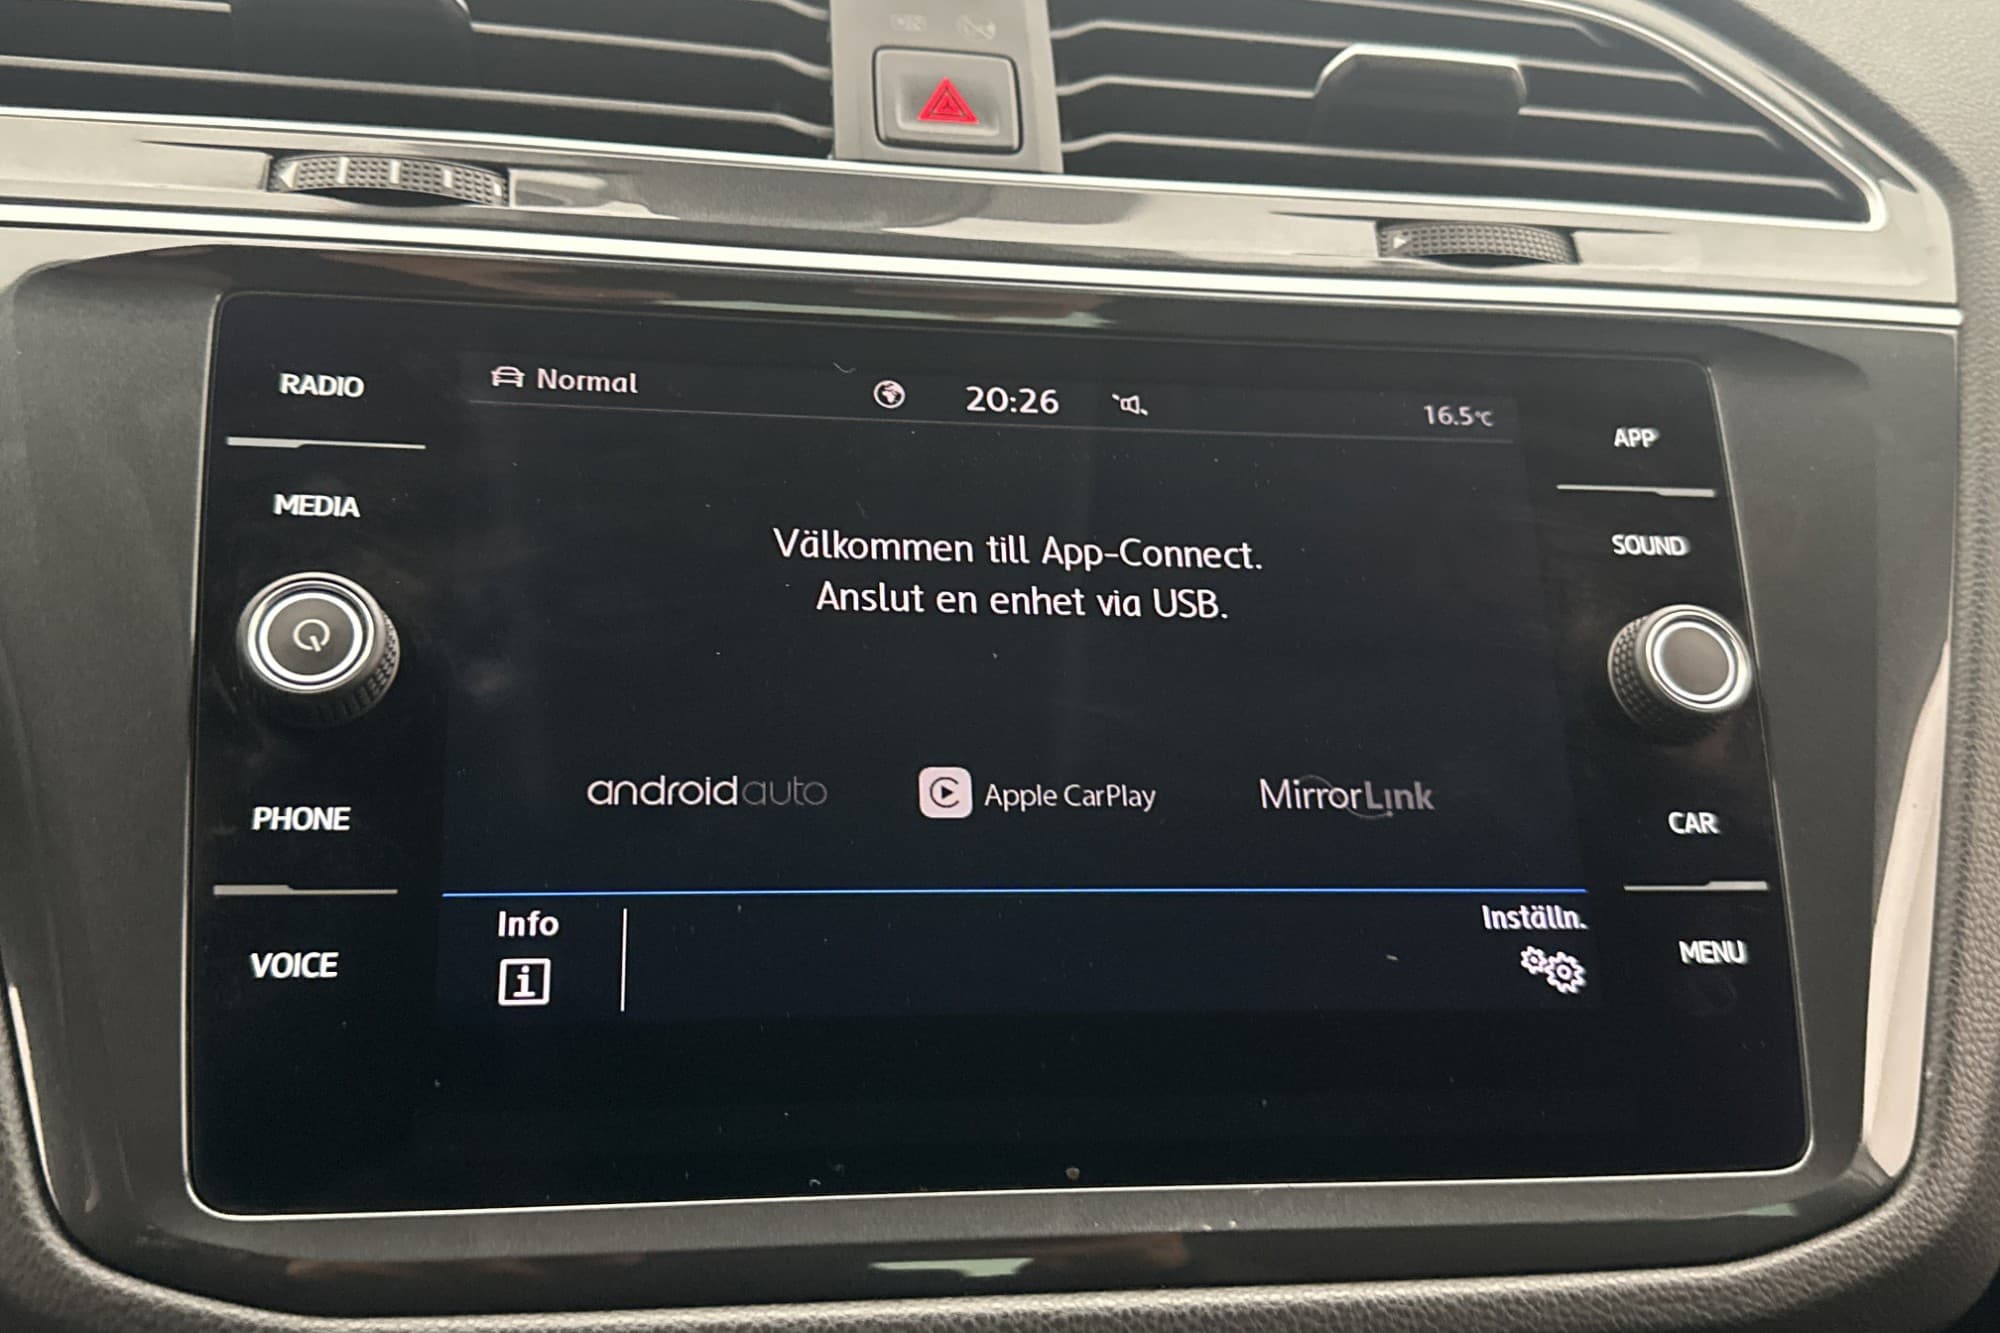 RADIO
MEDIA
PHONE
VOICE
Normal
20:26
16.5°C
Välkommen till App-Connect.
Anslut en enhet via USB.
androidauto
Apple CarPlay
MirrorLink
Info
i
Inställn.
APP
SOUND
CAR
MENU